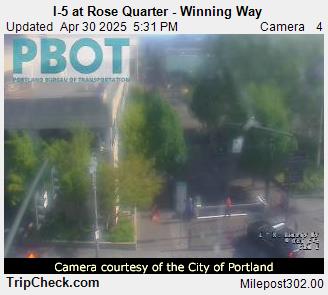 I-5 at Rose Quarter - Winning Way
Updated Apr 30 2025 5:31 PM Camera 4
PBOT
PORTLAND BUREAU OF TRANSPORTATION
Camera courtesy of the City of Portland
TripCheck.com Milepost302.00